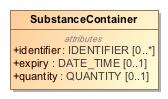 SubstanceContainer
attributes
+identifier : IDENTIFIER [0..*]
+expiry : DATE_TIME [0..1]
+quantity : QUANTITY [0..1]